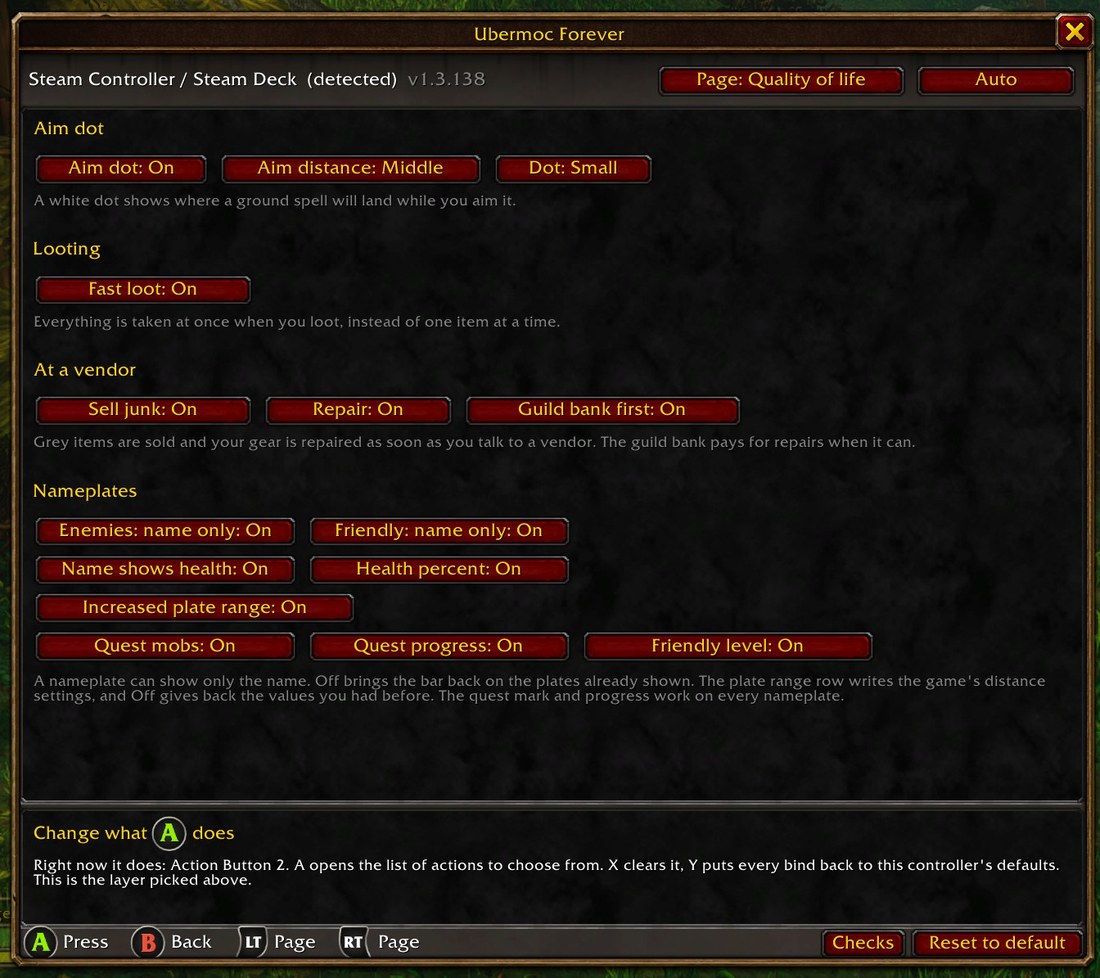 Ubermoc Forever
Steam Controller / Steam Deck (detected) v1.3.138
Page: Quality of life
Auto
Aim dot
Aim dot: On
Aim distance: Middle
Dot: Small
A white dot shows where a ground spell will land while you aim it.
Looting
Fast loot: On
Everything is taken at once when you loot, instead of one item at a time.
At a vendor
Sell junk: On
Repair: On
Guild bank first: On
Grey items are sold and your gear is repaired as soon as you talk to a vendor. The guild bank pays for repairs when it can.
Nameplates
Enemies: name only: On
Friendly: name only: On
Name shows health: On
Health percent: On
Increased plate range: On
Quest mobs: On
Quest progress: On
Friendly level: On
A nameplate can show only the name. Off brings the bar back on the plates already shown. The plate range row writes the game's distance
settings, and Off gives back the values you had before. The quest mark and progress work on every nameplate.
Change what A does
Right now it does: Action Button 2. A opens the list of actions to choose from. X clears it, Y puts every bind back to this controller's defaults.
This is the layer picked above.
A Press
B Back
LT Page
RT Page
Checks
Reset to default